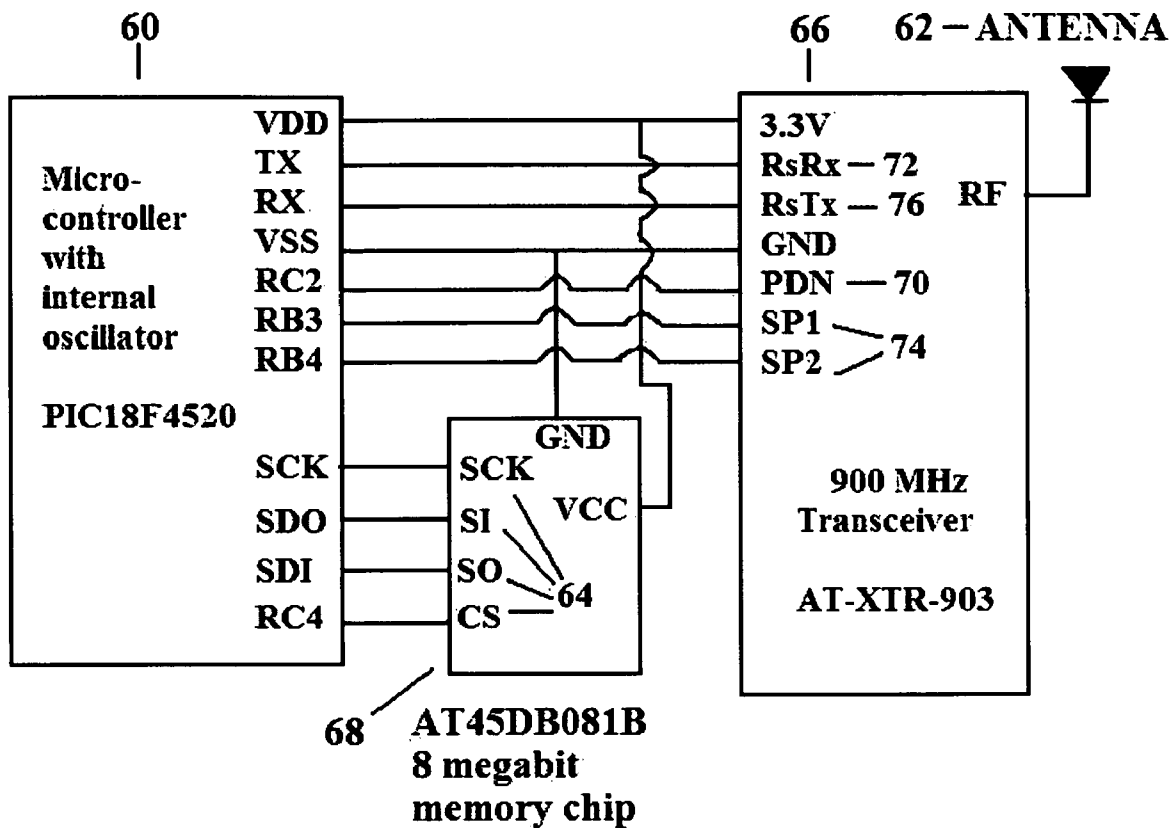 60
66
62 – ANTENNA
VDD
TX
RX
VSS
RC2
RB3
RB4
Micro-
controller
with
internal
oscillator
PIC18F4520
SCK
SDO
SDI
RC4
3.3V
RsRx – 72
RsTx – 76
GND
PDN – 70
SP1
SP2
74
RF
900 MHz
Transceiver
AT-XTR-903
GND
SCK
VCC
SI
SO
64
CS
68
AT45DB081B
8 megabit
memory chip